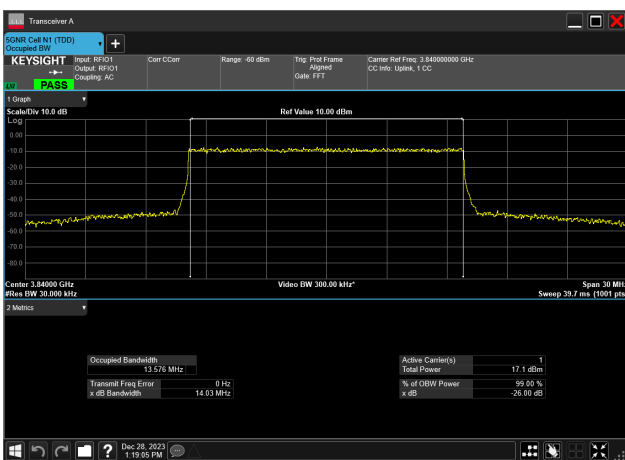 Transceiver A
5GNR Cell N1 (TDD)
Occupied BW
KEYSIGHT
PASS
Input: RFIO1
Output: RFIO1
Coupling: AC
Corr CCorr
Range: -60 dBm
Trig: Prot Frame
Aligned
Gate: FFT
Carrier Ref Freq: 3.840000000 GHz
CC Info: Uplink, 1 CC
1 Graph
Scale/Div 10.0 dB
Ref Value 10.00 dBm
Log
0.00
-10.0
-20.0
-30.0
-40.0
-50.0
-60.0
-70.0
-80.0
Center 3.84000 GHz
#Res BW 30.000 kHz
Video BW 300.00 kHz*
Span 30 MHz
Sweep 39.7 ms (1001 pts
2 Metrics
Occupied Bandwidth
13.576 MHz
Transmit Freq Error 0 Hz
x dB Bandwidth 14.03 MHz
Active Carrier(s) 1
Total Power 17.1 dBm
% of OBW Power 99.00 %
x dB -26.00 dB
Dec 28, 2023
1:19:05 PM